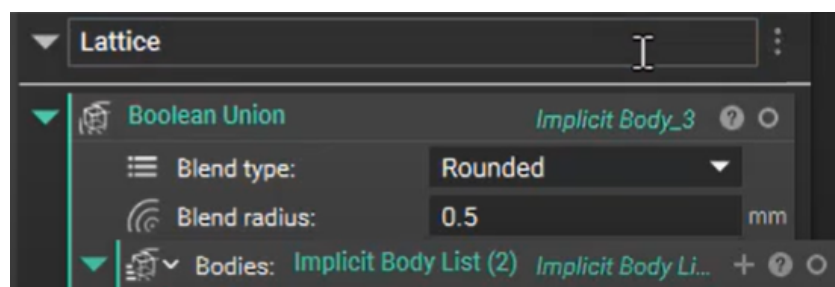 Lattice
Boolean Union Implicit Body_3
Blend type: Rounded
Blend radius: 0.5 mm
Bodies: Implicit Body List (2) Implicit Body Li...